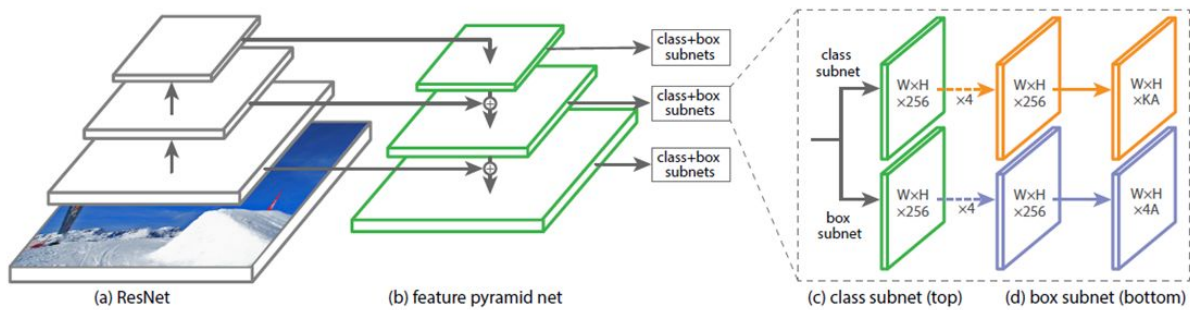 class+box
subnets
class+box
subnets
class+box
subnets
class
subnet
W×H
×256
×4
W×H
×256
W×H
×KA
box
subnet
W×H
×256
×4
W×H
×256
W×H
×4A
(a) ResNet
(b) feature pyramid net
(c) class subnet (top)
(d) box subnet (bottom)